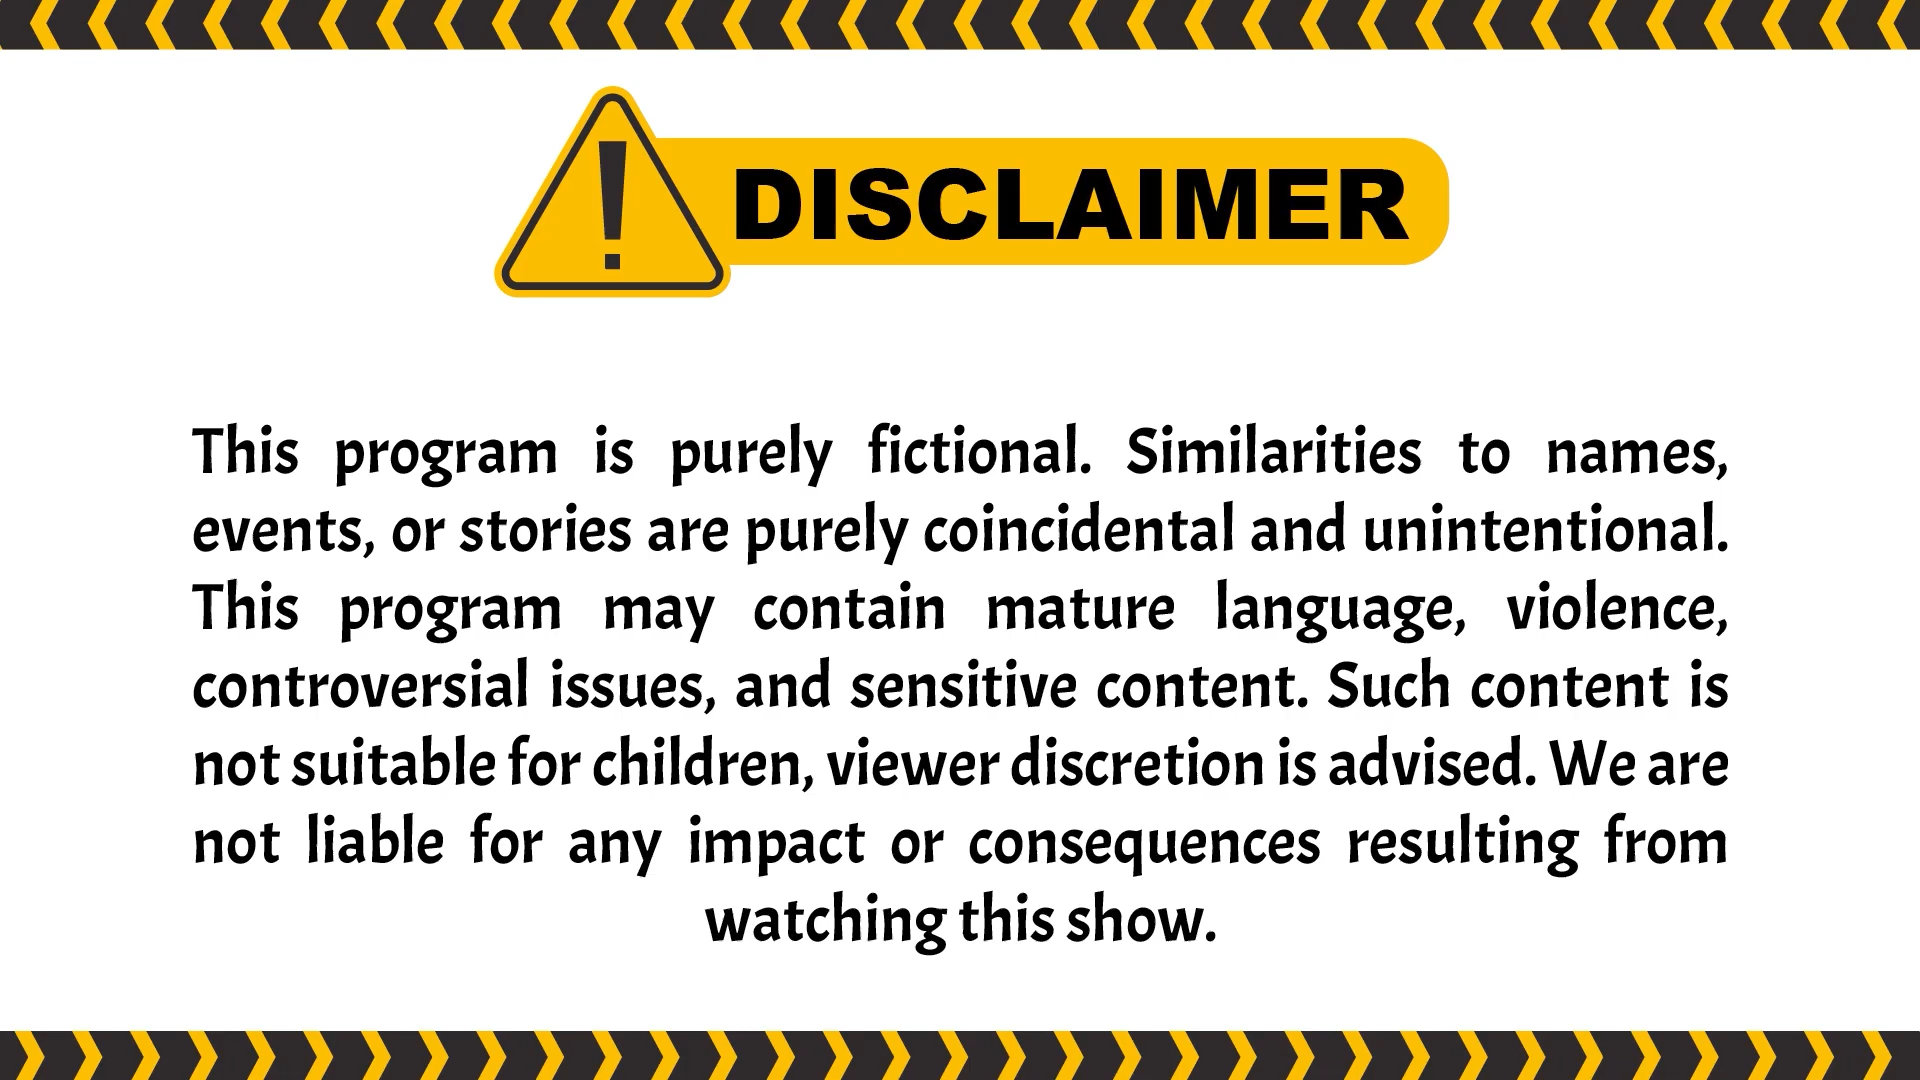 DISCLAIMER
This program is purely fictional. Similarities to names,
events, or stories are purely coincidental and unintentional.
This program may contain mature language, violence,
controversial issues, and sensitive content. Such content is
not suitable for children, viewer discretion is advised. We are
not liable for any impact or consequences resulting from
watching this show.